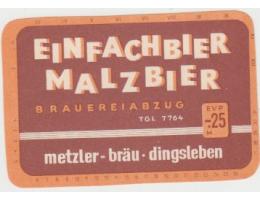 EINFACHBIER
MALZBIER
BRAUEREIABZUG
TGL 7764
EVP
-25
M
metzler-bräu·dingsleben